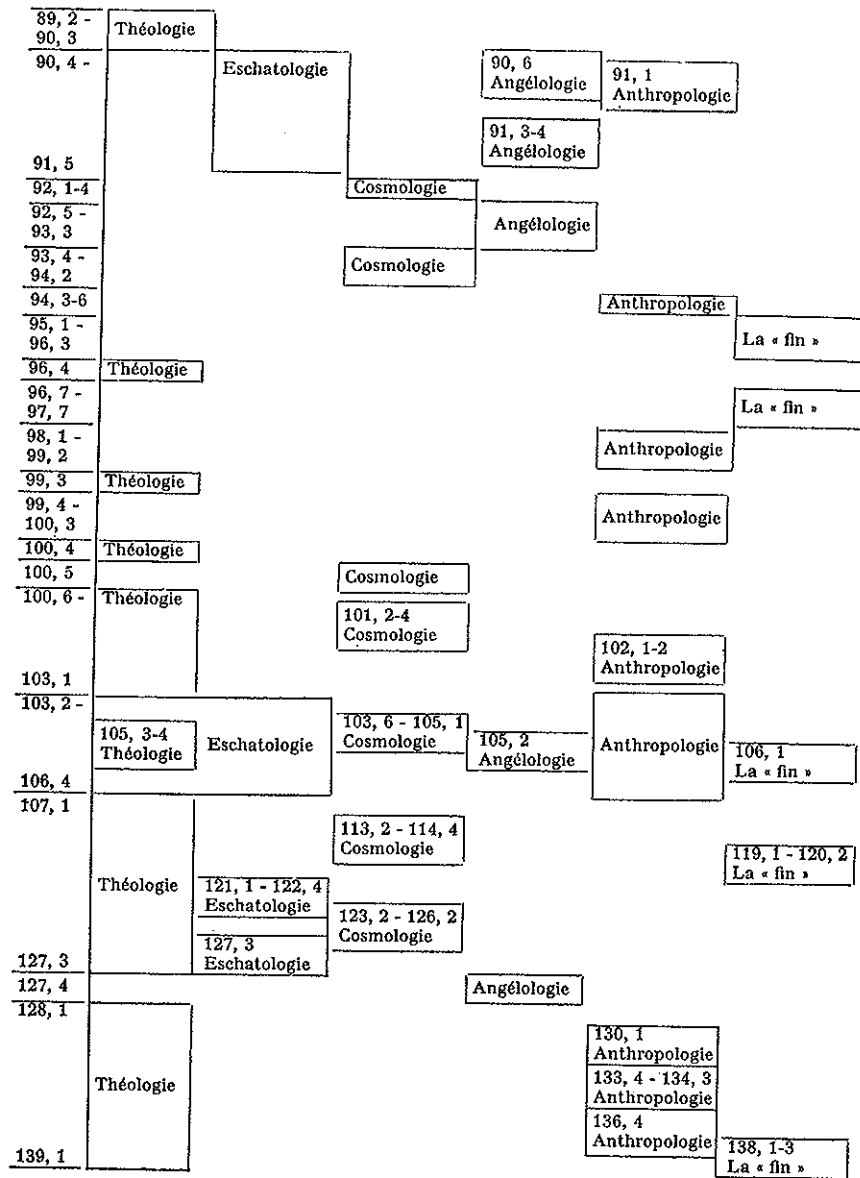 89, 2 -
90, 3
Théologie
90, 4 -
Eschatologie
90, 6
Angélologie
91, 1
Anthropologie
91, 3-4
Angélologie
91, 5
92, 1-4
Cosmologie
92, 5 -
93, 3
Angélologie
93, 4 -
94, 2
Cosmologie
94, 3-6
Anthropologie
95, 1 -
96, 3
La « fin »
96, 4
Théologie
96, 7 -
97, 7
La « fin »
98, 1 -
99, 2
Anthropologie
99, 3
Théologie
99, 4 -
100, 3
Anthropologie
100, 4
Théologie
100, 5
Cosmologie
100, 6 -
Théologie
101, 2-4
Cosmologie
102, 1-2
Anthropologie
103, 1
103, 2 -
105, 3-4
Théologie
Eschatologie
103, 6 - 105, 1
Cosmologie
105, 2
Angélologie
Anthropologie
106, 1
La « fin »
106, 4
107, 1
113, 2 - 114, 4
Cosmologie
119, 1 - 120, 2
La « fin »
Théologie
121, 1 - 122, 4
Eschatologie
123, 2 - 126, 2
Cosmologie
127, 3
Eschatologie
127, 3
127, 4
Angélologie
128, 1
Théologie
130, 1
Anthropologie
133, 4 - 134, 3
Anthropologie
136, 4
Anthropologie
138, 1-3
La « fin »
139, 1